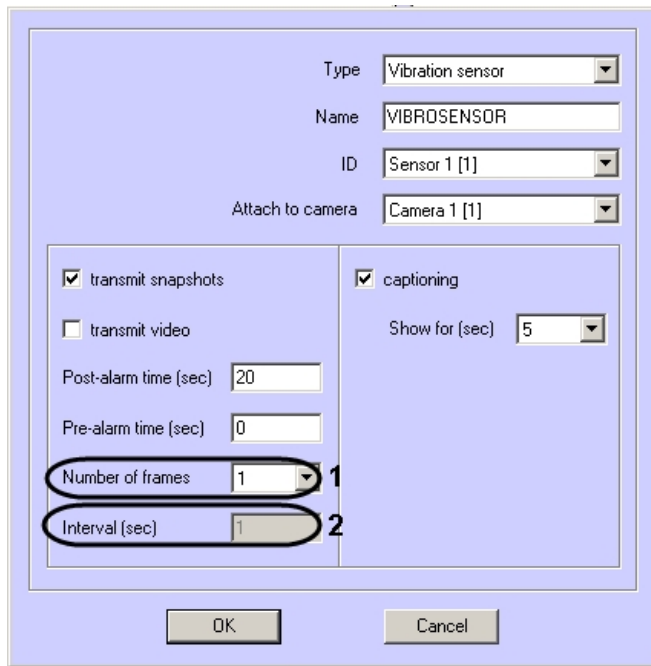 Type Vibration sensor
Name VIBROSENSOR
ID Sensor 1 [1]
Attach to camera Camera 1 [1]
transmit snapshots
transmit video
Post-alarm time (sec) 20
Pre-alarm time (sec) 0
Number of frames 1 1
Interval (sec) 1 2
captioning
Show for (sec) 5
OK
Cancel